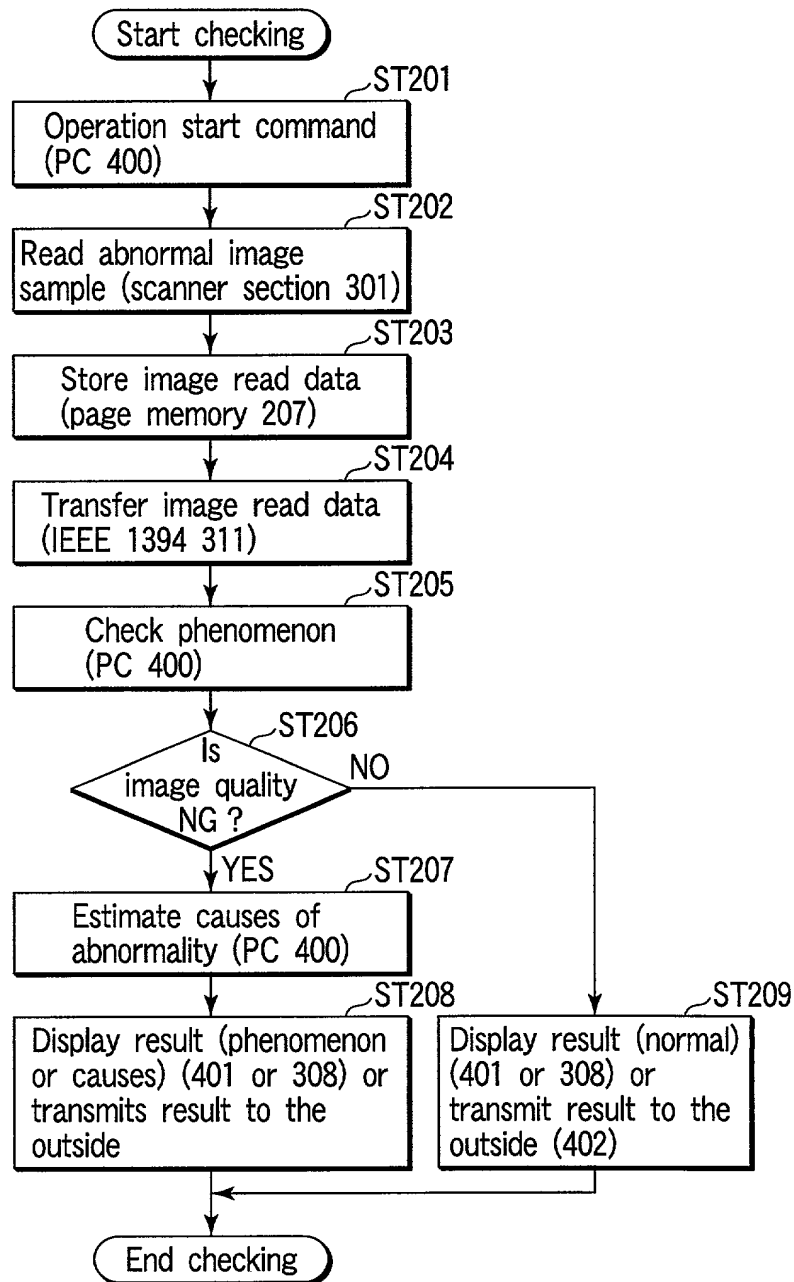 Start checking
ST201
Operation start command
(PC 400)
ST202
Read abnormal image
sample (scanner section 301)
ST203
Store image read data
(page memory 207)
ST204
Transfer image read data
(IEEE 1394 311)
ST205
Check phenomenon
(PC 400)
ST206
Is
image quality
NG ?
NO
YES
ST207
Estimate causes of
abnormality (PC 400)
ST208
Display result (phenomenon
or causes) (401 or 308) or
transmits result to the
outside
ST209
Display result (normal)
(401 or 308) or
transmit result to the
outside (402)
End checking